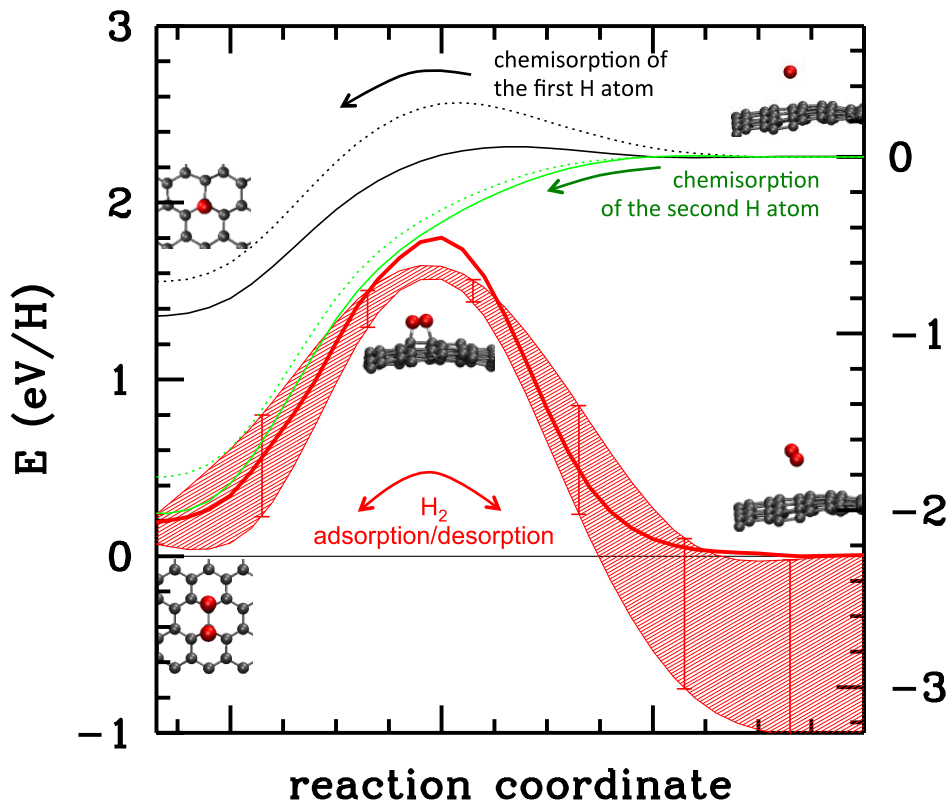 3
chemisorption of
the first H atom
0
chemisorption
of the second H atom
2
E (eV/H)
-1
1
H2
adsorption/desorption
-2
0
-3
-1
reaction coordinate